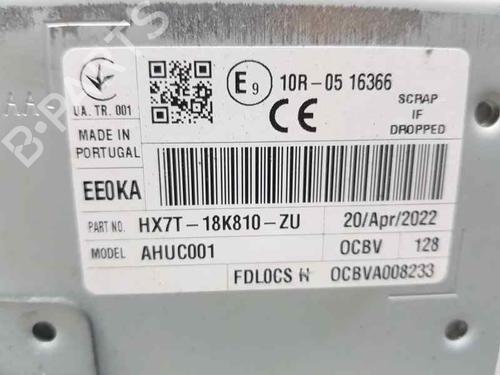 B-PARTS
UA. TR. 001
E9 10R-05 16366
CE
SCRAP
IF
DROPPED
MADE IN
PORTUGAL
EE0KA
PART NO. HX7T-18K810-ZU 20/Apr/2022
MODEL AHUC001 OCBV 128
FDLOCS OCBVA008233